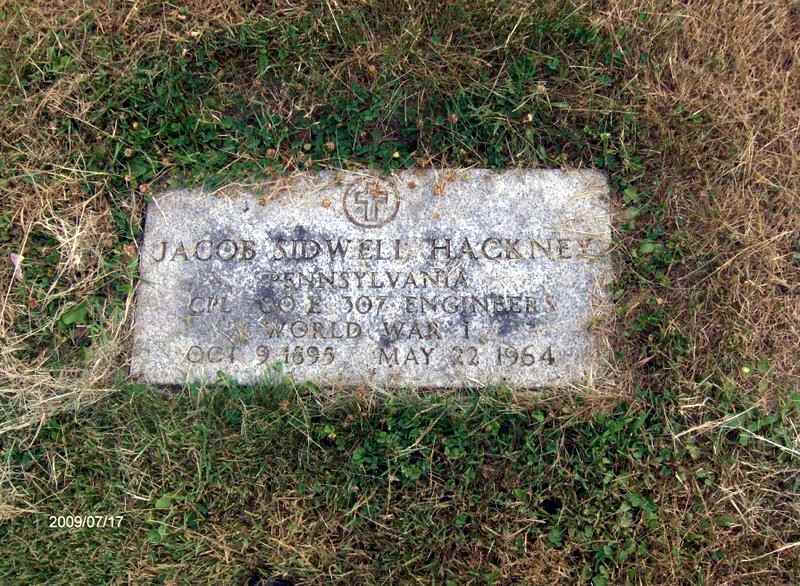 JACOB SIDWELL HACKNEY
PENNSYLVANIA
CPL CO E 307 ENGINEERS
WORLD WAR I
OCT 9 1895 MAY 22 1964
2009/07/17